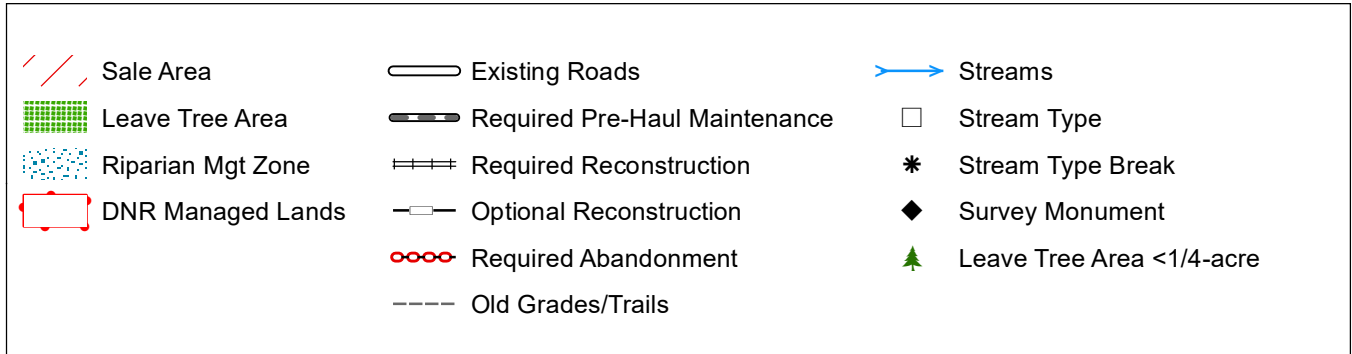 Sale Area
Leave Tree Area
Riparian Mgt Zone
DNR Managed Lands
Existing Roads
Required Pre-Haul Maintenance
Required Reconstruction
Optional Reconstruction
Required Abandonment
Old Grades/Trails
Streams
Stream Type
Stream Type Break
Survey Monument
Leave Tree Area <1/4-acre